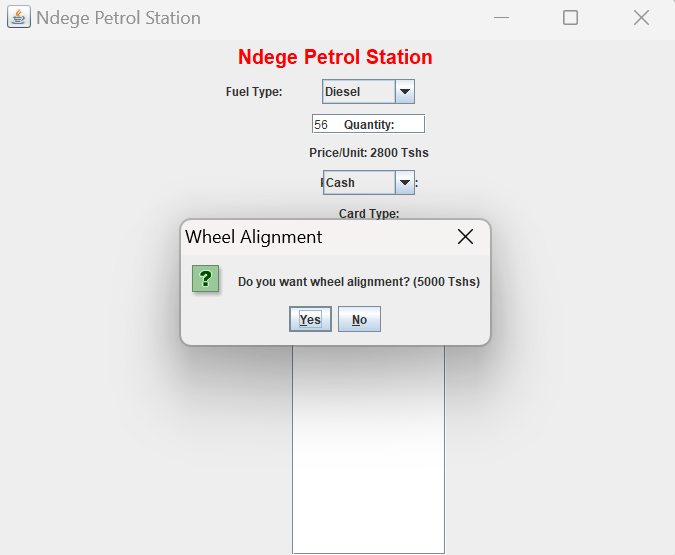 Ndege Petrol Station
Ndege Petrol Station
Fuel Type: Diesel
56 Quantity:
Price/Unit: 2800 Tshs
Cash :
Card Type:
Wheel Alignment
? Do you want wheel alignment? (5000 Tshs)
Yes No